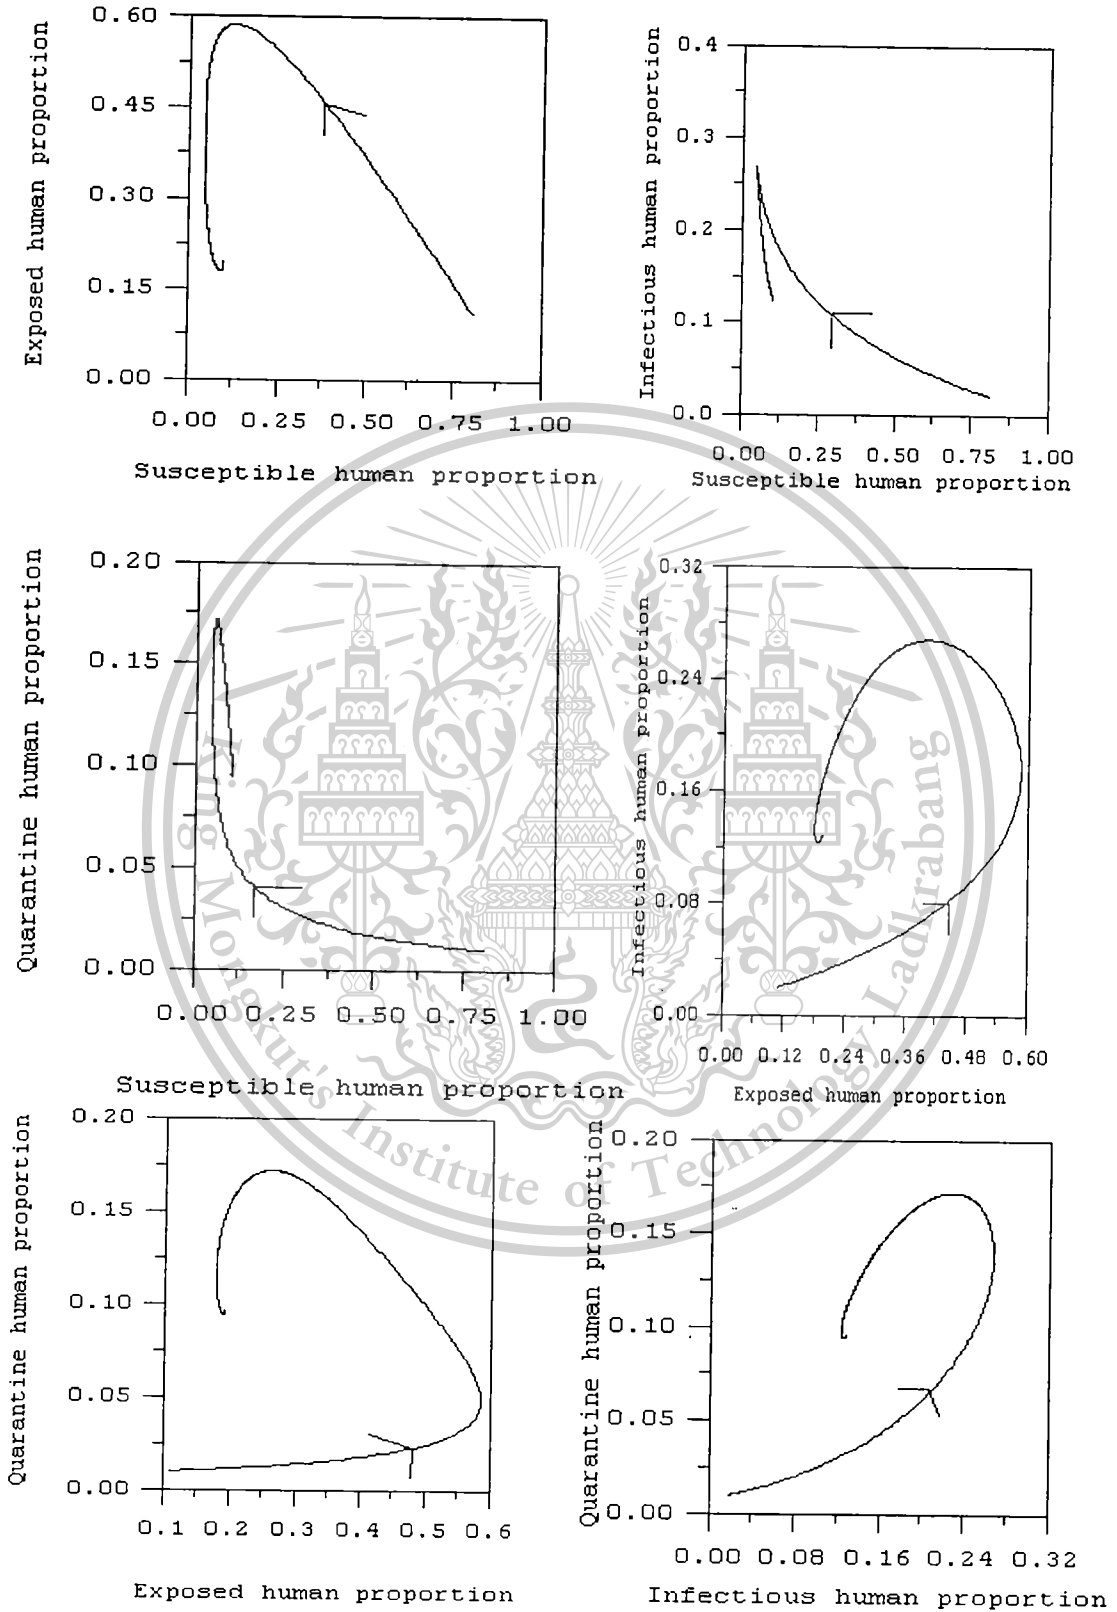 Exposed human proportion
0.60
0.45
0.30
0.15
0.00
0.00 0.25 0.50 0.75 1.00
Susceptible human proportion
Infectious human proportion
0.4
0.3
0.2
0.1
0.0
0.00 0.25 0.50 0.75 1.00
Susceptible human proportion
Quarantine human proportion
0.20
0.15
0.10
0.05
0.00
0.00 0.25 0.50 0.75 1.00
Susceptible human proportion
Infectious human proportion
0.32
0.24
0.16
0.08
0.00
0.00 0.12 0.24 0.36 0.48 0.60
Exposed human proportion
Quarantine human proportion
0.20
0.15
0.10
0.05
0.00
0.1 0.2 0.3 0.4 0.5 0.6
Exposed human proportion
Quarantine human proportion
0.20
0.15
0.10
0.05
0.00
0.00 0.08 0.16 0.24 0.32
Infectious human proportion
King Mongkut's Institute of Technology Ladkrabang